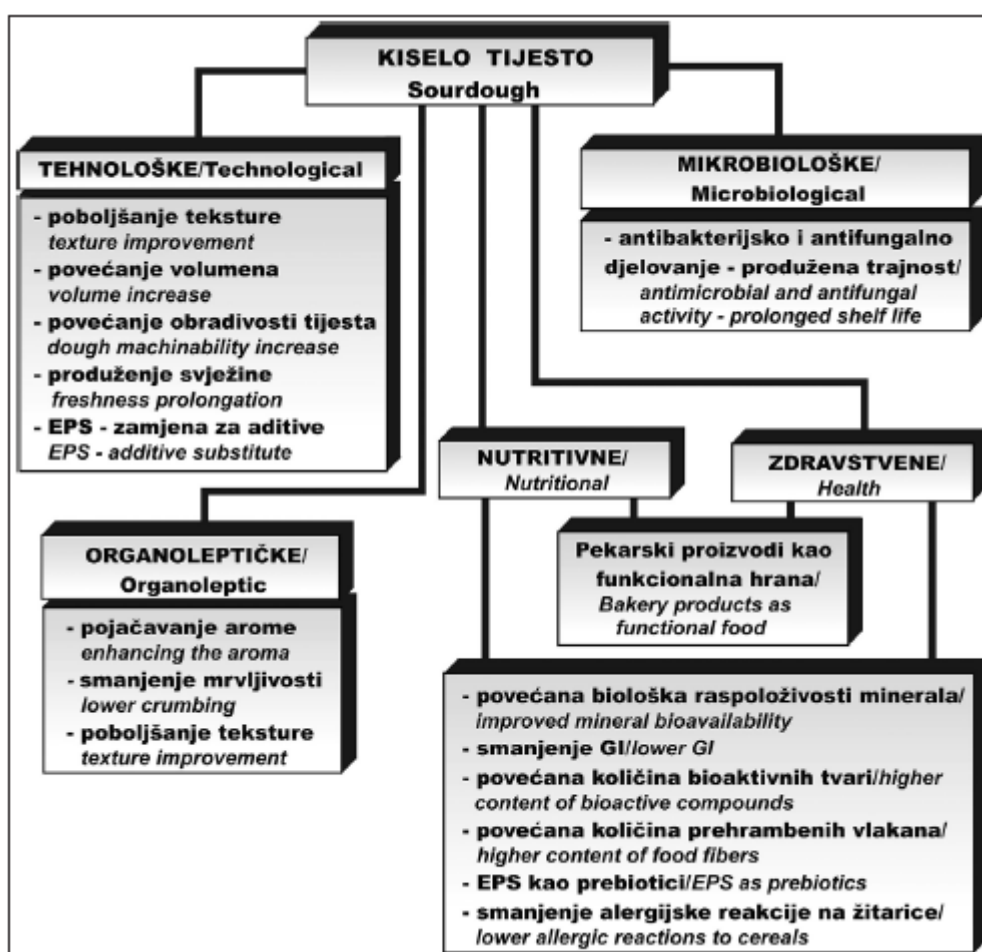 KISELO TIJESTO
Sourdough
TEHNOLOŠKE/Technological
- poboljšanje teksture
texture improvement
- povećanje volumena
volume increase
- povećanje obradivosti tijesta
dough machinability increase
- produženje svježine
freshness prolongation
- EPS - zamjena za aditive
EPS - additive substitute
MIKROBIOLOŠKE/
Microbiological
- antibakterijsko i antifungalno
djelovanje - produžena trajnost/
antimicrobial and antifungal
activity - prolonged shelf life
NUTRITIVNE/
Nutritional
ZDRAVSTVENE/
Health
Pekarski proizvodi kao
funkcionalna hrana/
Bakery products as
functional food
ORGANOLEPTIČKE/
Organoleptic
- pojačavanje arome
enhancing the aroma
- smanjenje mrvljivosti
lower crumbing
- poboljšanje teksture
texture improvement
- povećana biološka raspoloživosti minerala/
improved mineral bioavailability
- smanjenje GI/lower GI
- povećana količina bioaktivnih tvari/higher
content of bioactive compounds
- povećana količina prehrambenih vlakana/
higher content of food fibers
- EPS kao prebiotici/EPS as prebiotics
- smanjenje alergijske reakcije na žitarice/
lower allergic reactions to cereals